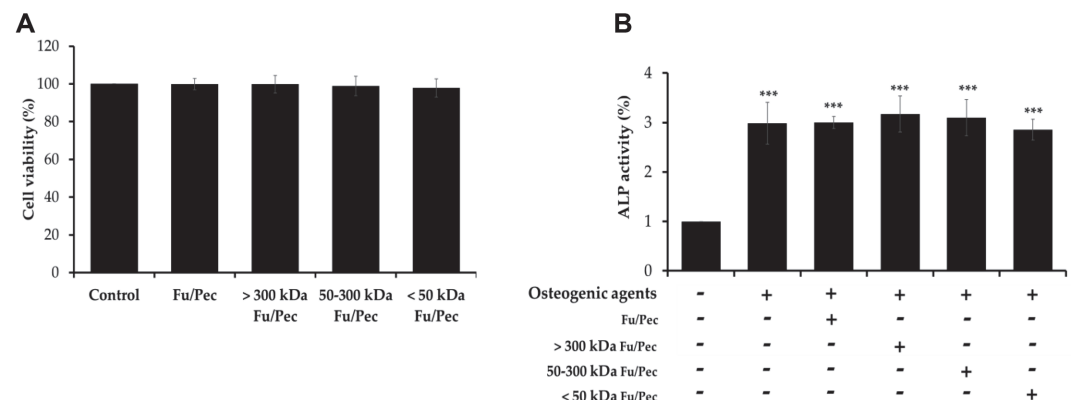 A
120
100
80
60
40
20
0
Cell viability (%)
Control Fu/Pec > 300 kDa 50-300 kDa < 50 kDa
Fu/Pec Fu/Pec Fu/Pec
B
4
3
2
1
0
ALP activity (%)
*** *** *** *** ***
Osteogenic agents - + + + + +
Fu/Pec - - + - - -
> 300 kDa Fu/Pec - - - + - -
50-300 kDa Fu/Pec - - - - + -
< 50 kDa Fu/Pec - - - - - +